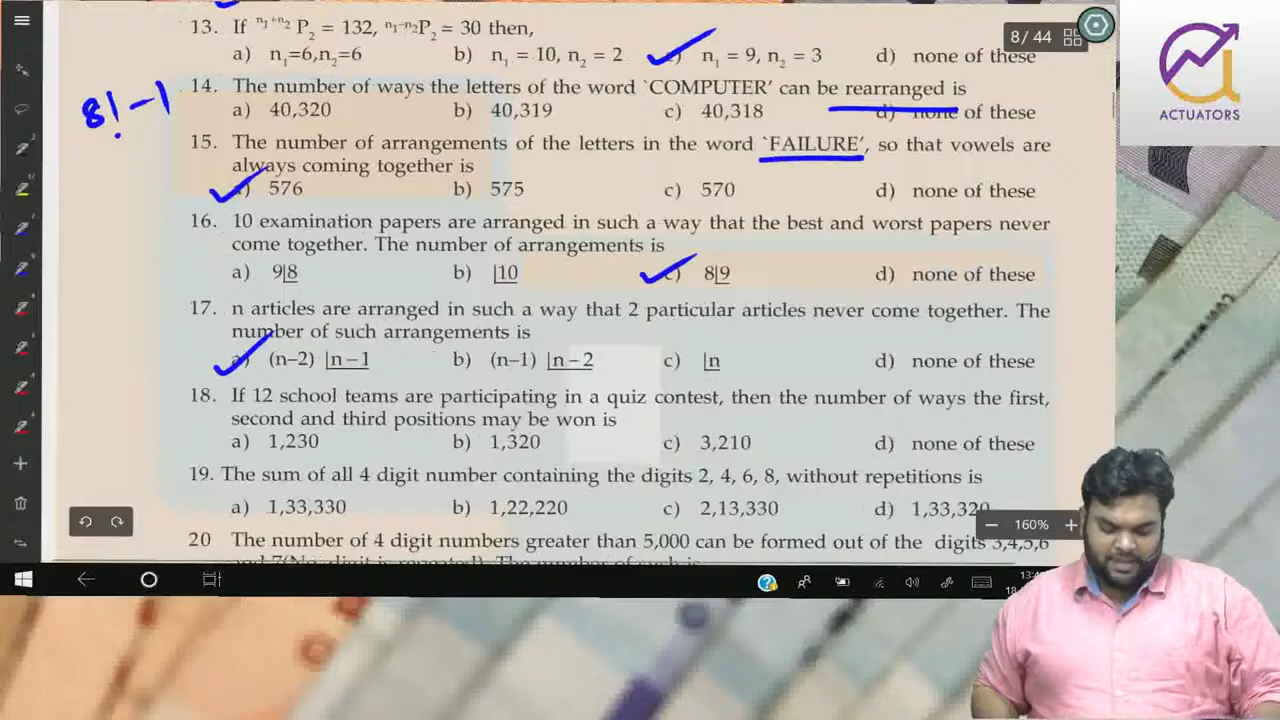 13. If n₁+n₂ P₂ = 132, n₁–n₂P₂ = 30 then,
a) n₁=6,n₂=6 b) n₁ = 10, n₂ = 2 n₁ = 9, n₂ = 3 d) none of these
8 / 44
8! -1
14. The number of ways the letters of the word `COMPUTER' can be rearranged is
a) 40,320 b) 40,319 c) 40,318 d) none of these
15. The number of arrangements of the letters in the word `FAILURE', so that vowels are
always coming together is
576 b) 575 c) 570 d) none of these
16. 10 examination papers are arranged in such a way that the best and worst papers never
come together. The number of arrangements is
a) 9|8 b) |10 c) 8|9 d) none of these
17. n articles are arranged in such a way that 2 particular articles never come together. The
number of such arrangements is
(n–2) |n – 1 b) (n–1) |n – 2 c) |n d) none of these
18. If 12 school teams are participating in a quiz contest, then the number of ways the first,
second and third positions may be won is
a) 1,230 b) 1,320 c) 3,210 d) none of these
19. The sum of all 4 digit number containing the digits 2, 4, 6, 8, without repetitions is
a) 1,33,330 b) 1,22,220 c) 2,13,330 d) 1,33,320
160%
20 The number of 4 digit numbers greater than 5,000 can be formed out of the digits 3,4,5,6
ACTUATORS